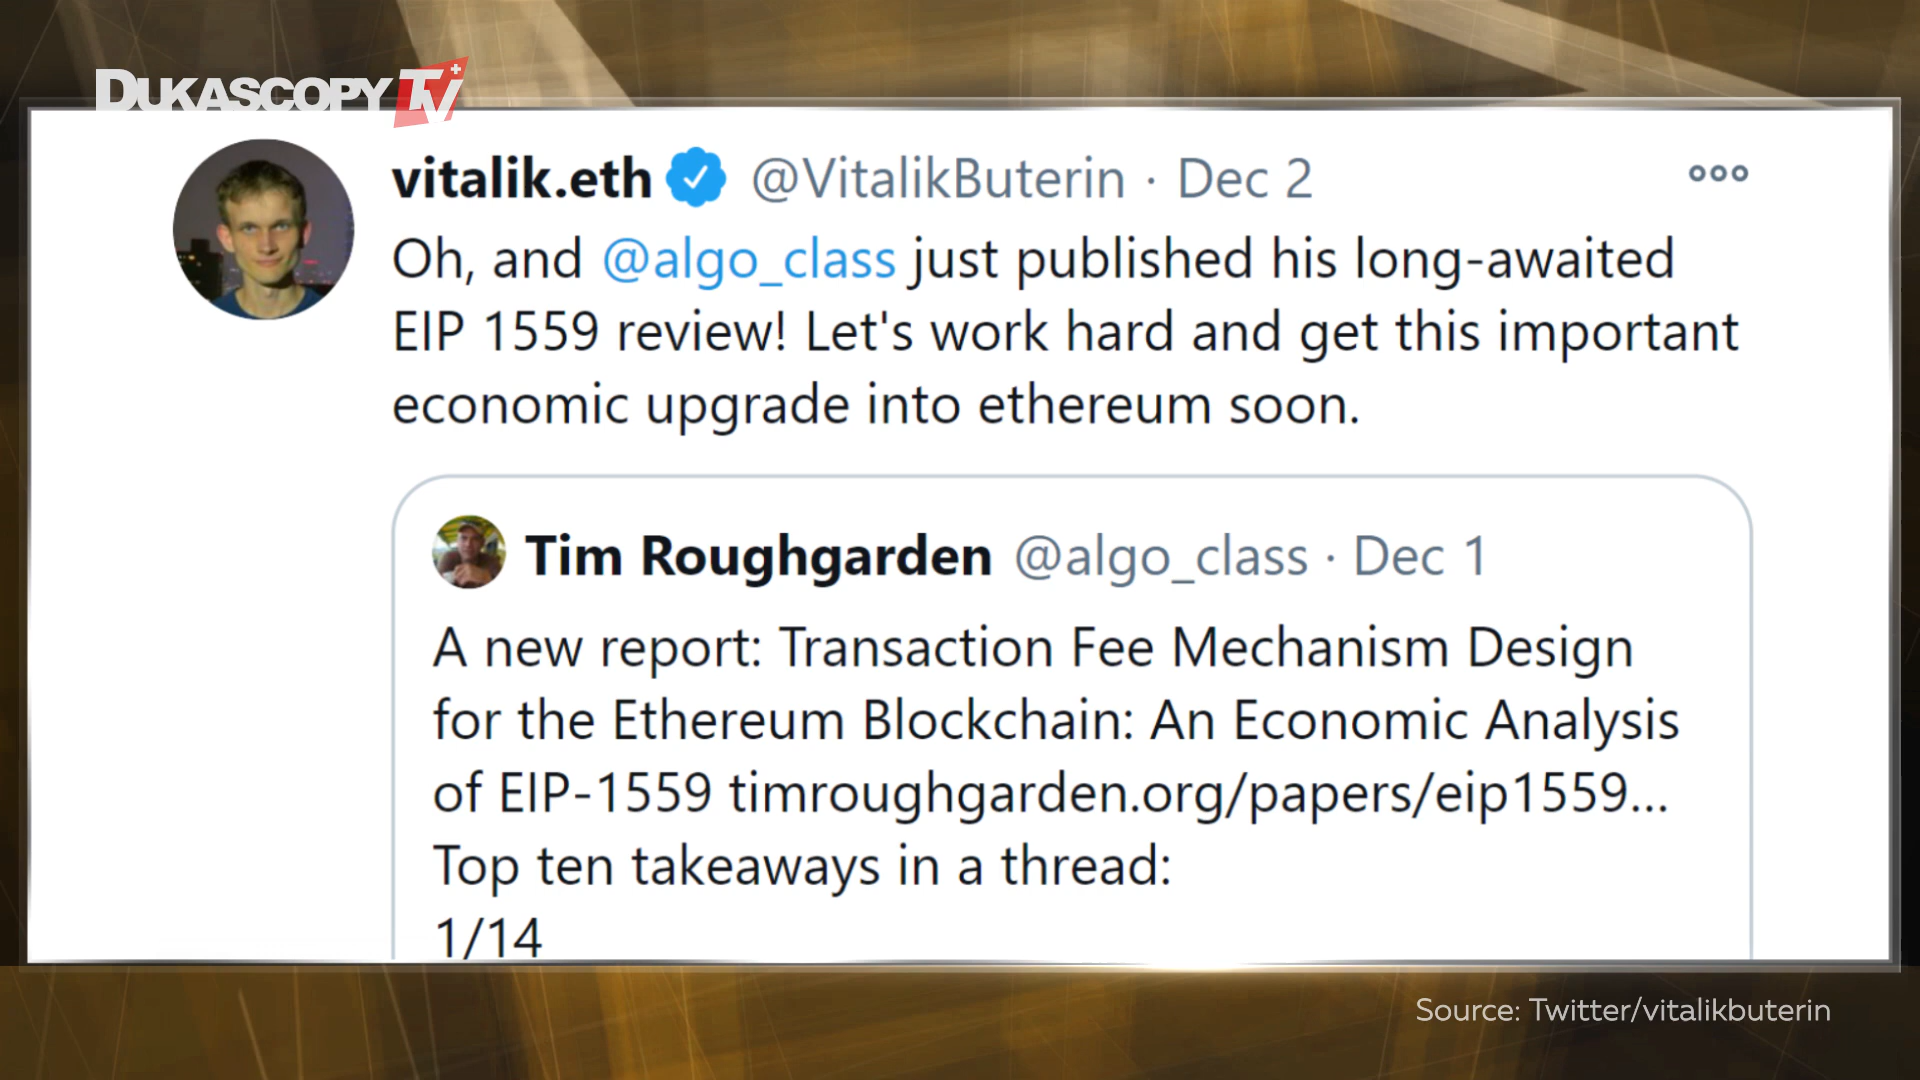 DUKASCOPY TV
vitalik.eth @VitalikButerin · Dec 2
Oh, and @algo_class just published his long-awaited
EIP 1559 review! Let's work hard and get this important
economic upgrade into ethereum soon.
Tim Roughgarden @algo_class · Dec 1
A new report: Transaction Fee Mechanism Design
for the Ethereum Blockchain: An Economic Analysis
of EIP-1559 timroughgarden.org/papers/eip1559...
Top ten takeaways in a thread:
1/14
Source: Twitter/vitalikbuterin